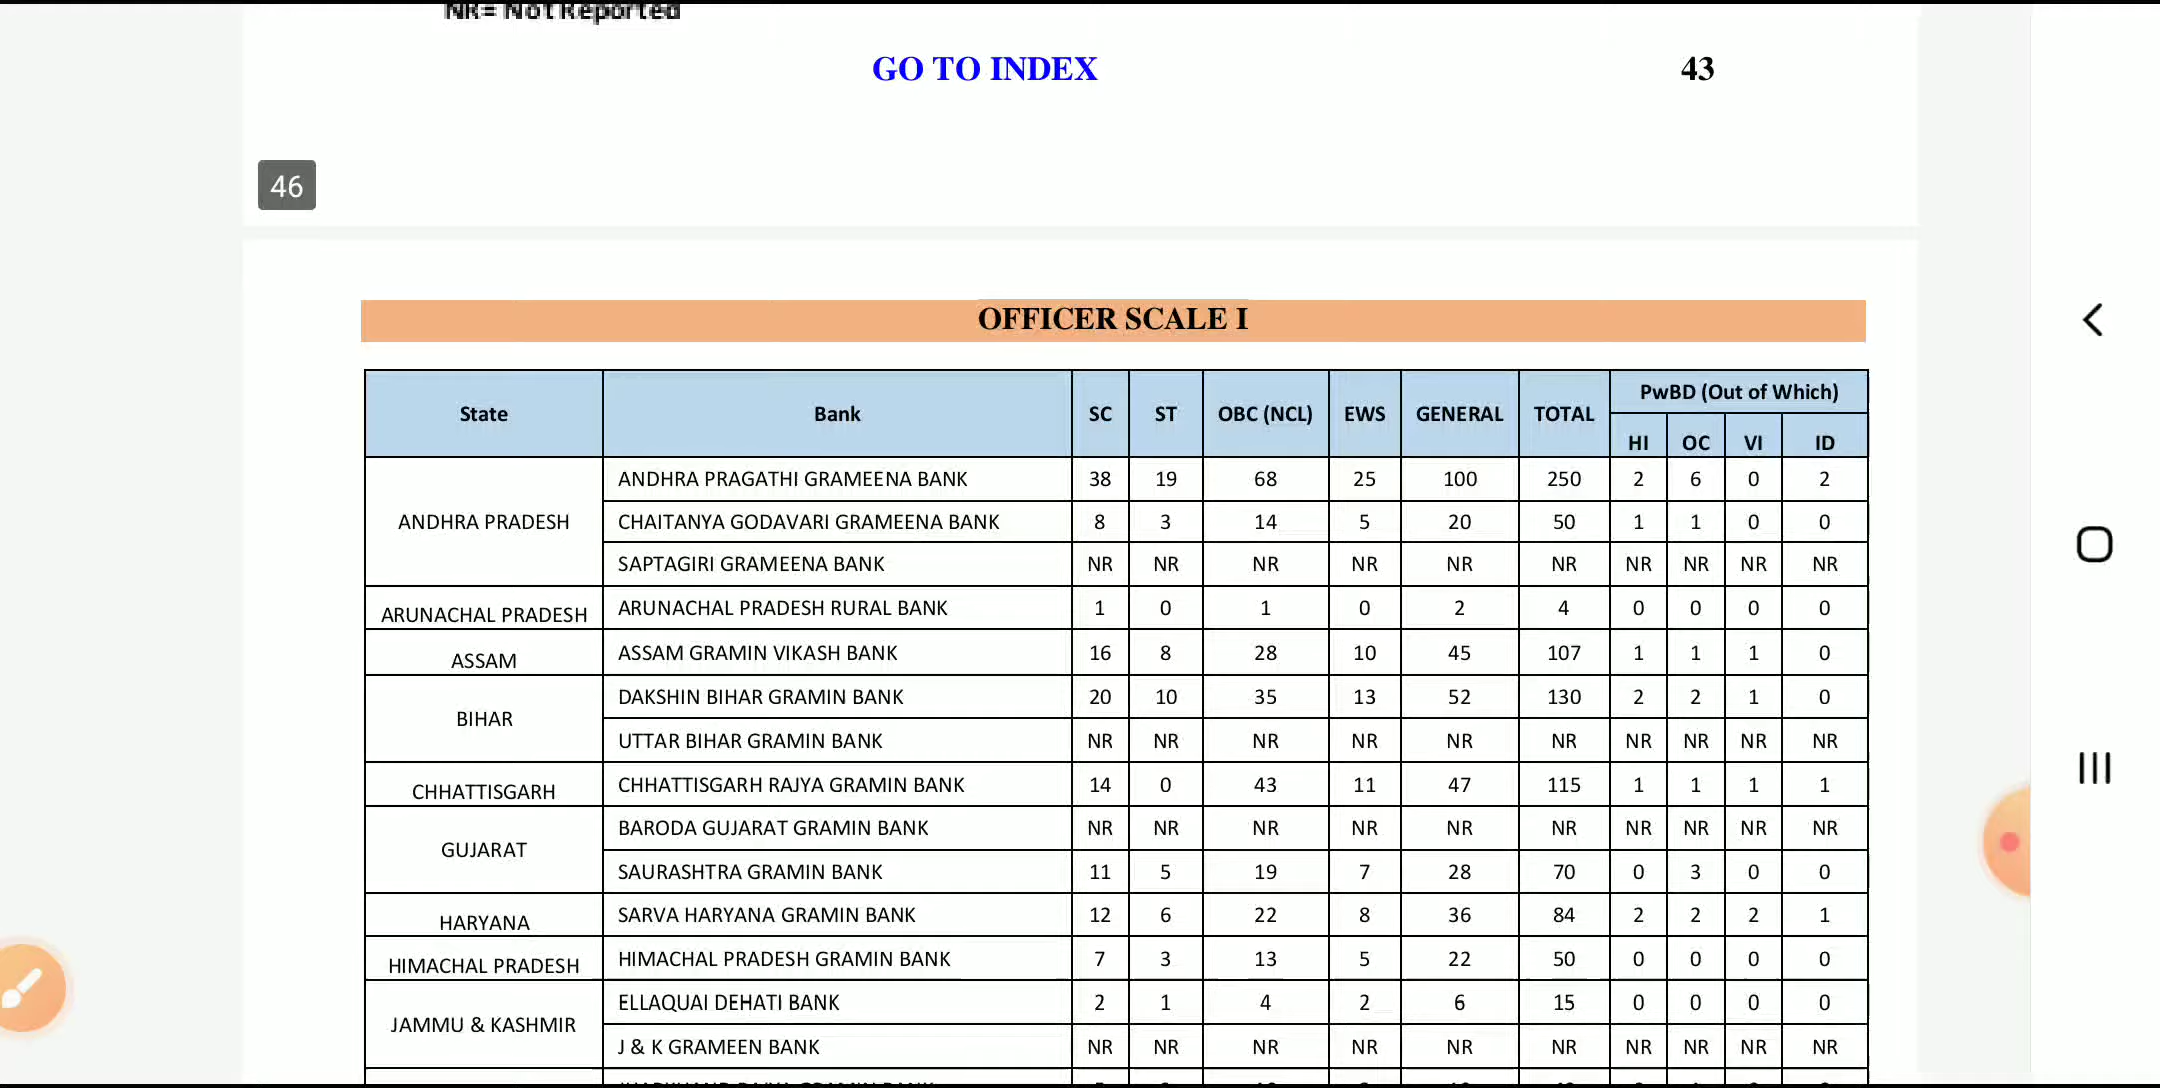 NR= Not Reported
GO TO INDEX 43
46
OFFICER SCALE I
State Bank SC ST OBC (NCL) EWS GENERAL TOTAL PwBD (Out of Which)
HI OC VI ID
ANDHRA PRADESH
ANDHRA PRAGATHI GRAMEENA BANK 38 19 68 25 100 250 2 6 0 2
CHAITANYA GODAVARI GRAMEENA BANK 8 3 14 5 20 50 1 1 0 0
SAPTAGIRI GRAMEENA BANK NR NR NR NR NR NR NR NR NR NR
ARUNACHAL PRADESH ARUNACHAL PRADESH RURAL BANK 1 0 1 0 2 4 0 0 0 0
ASSAM ASSAM GRAMIN VIKASH BANK 16 8 28 10 45 107 1 1 1 0
BIHAR
DAKSHIN BIHAR GRAMIN BANK 20 10 35 13 52 130 2 2 1 0
UTTAR BIHAR GRAMIN BANK NR NR NR NR NR NR NR NR NR NR
CHHATTISGARH CHHATTISGARH RAJYA GRAMIN BANK 14 0 43 11 47 115 1 1 1 1
GUJARAT
BARODA GUJARAT GRAMIN BANK NR NR NR NR NR NR NR NR NR NR
SAURASHTRA GRAMIN BANK 11 5 19 7 28 70 0 3 0 0
HARYANA SARVA HARYANA GRAMIN BANK 12 6 22 8 36 84 2 2 2 1
HIMACHAL PRADESH HIMACHAL PRADESH GRAMIN BANK 7 3 13 5 22 50 0 0 0 0
JAMMU & KASHMIR
ELLAQUAI DEHATI BANK 2 1 4 2 6 15 0 0 0 0
J & K GRAMEEN BANK NR NR NR NR NR NR NR NR NR NR